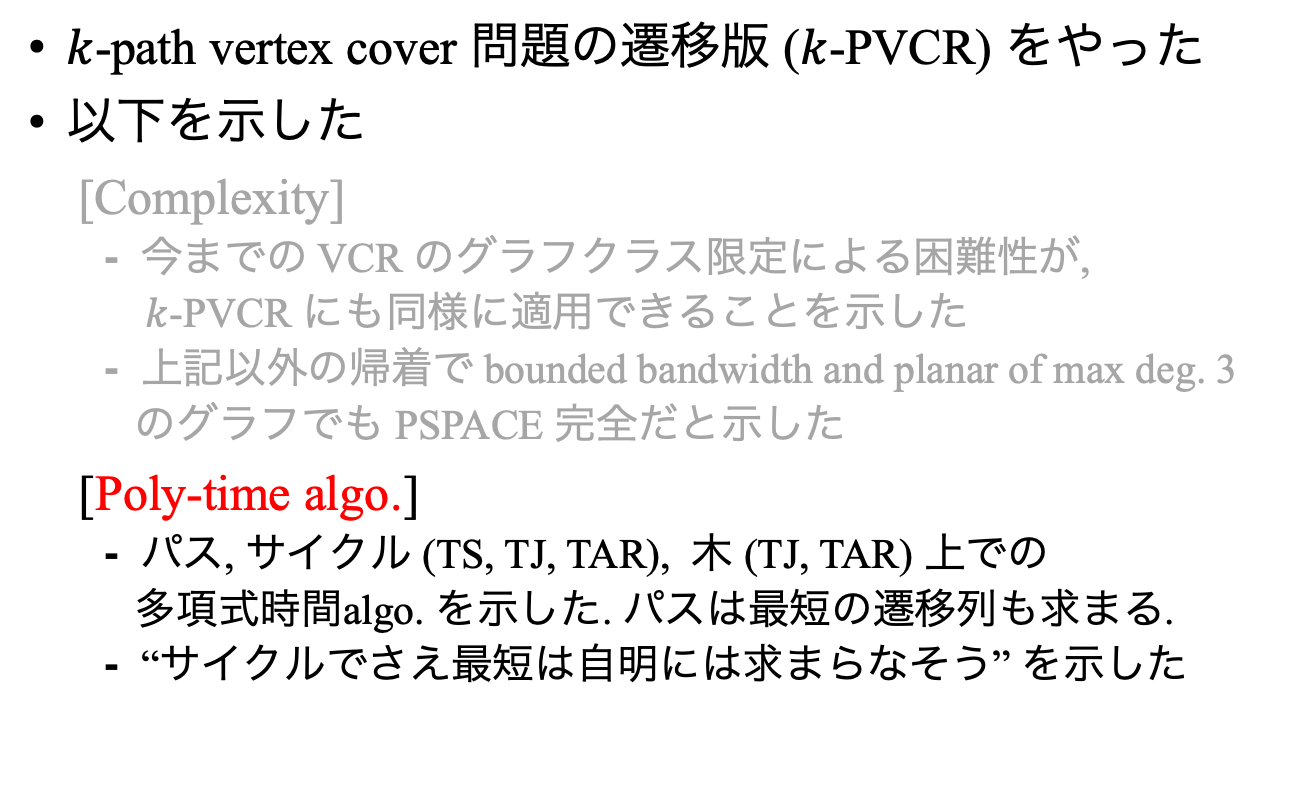 • k-path vertex cover 問題の遷移版 (k-PVCR) をやった
• 以下を示した
[Complexity]
- 今までの VCR のグラフクラス限定による困難性が,
k-PVCR にも同様に適用できることを示した
- 上記以外の帰着で bounded bandwidth and planar of max deg. 3
のグラフでも PSPACE 完全だと示した
[Poly-time algo.]
- パス, サイクル (TS, TJ, TAR), 木 (TJ, TAR) 上での
多項式時間algo. を示した. パスは最短の遷移列も求まる.
- “サイクルでさえ最短は自明には求まらなそう” を示した